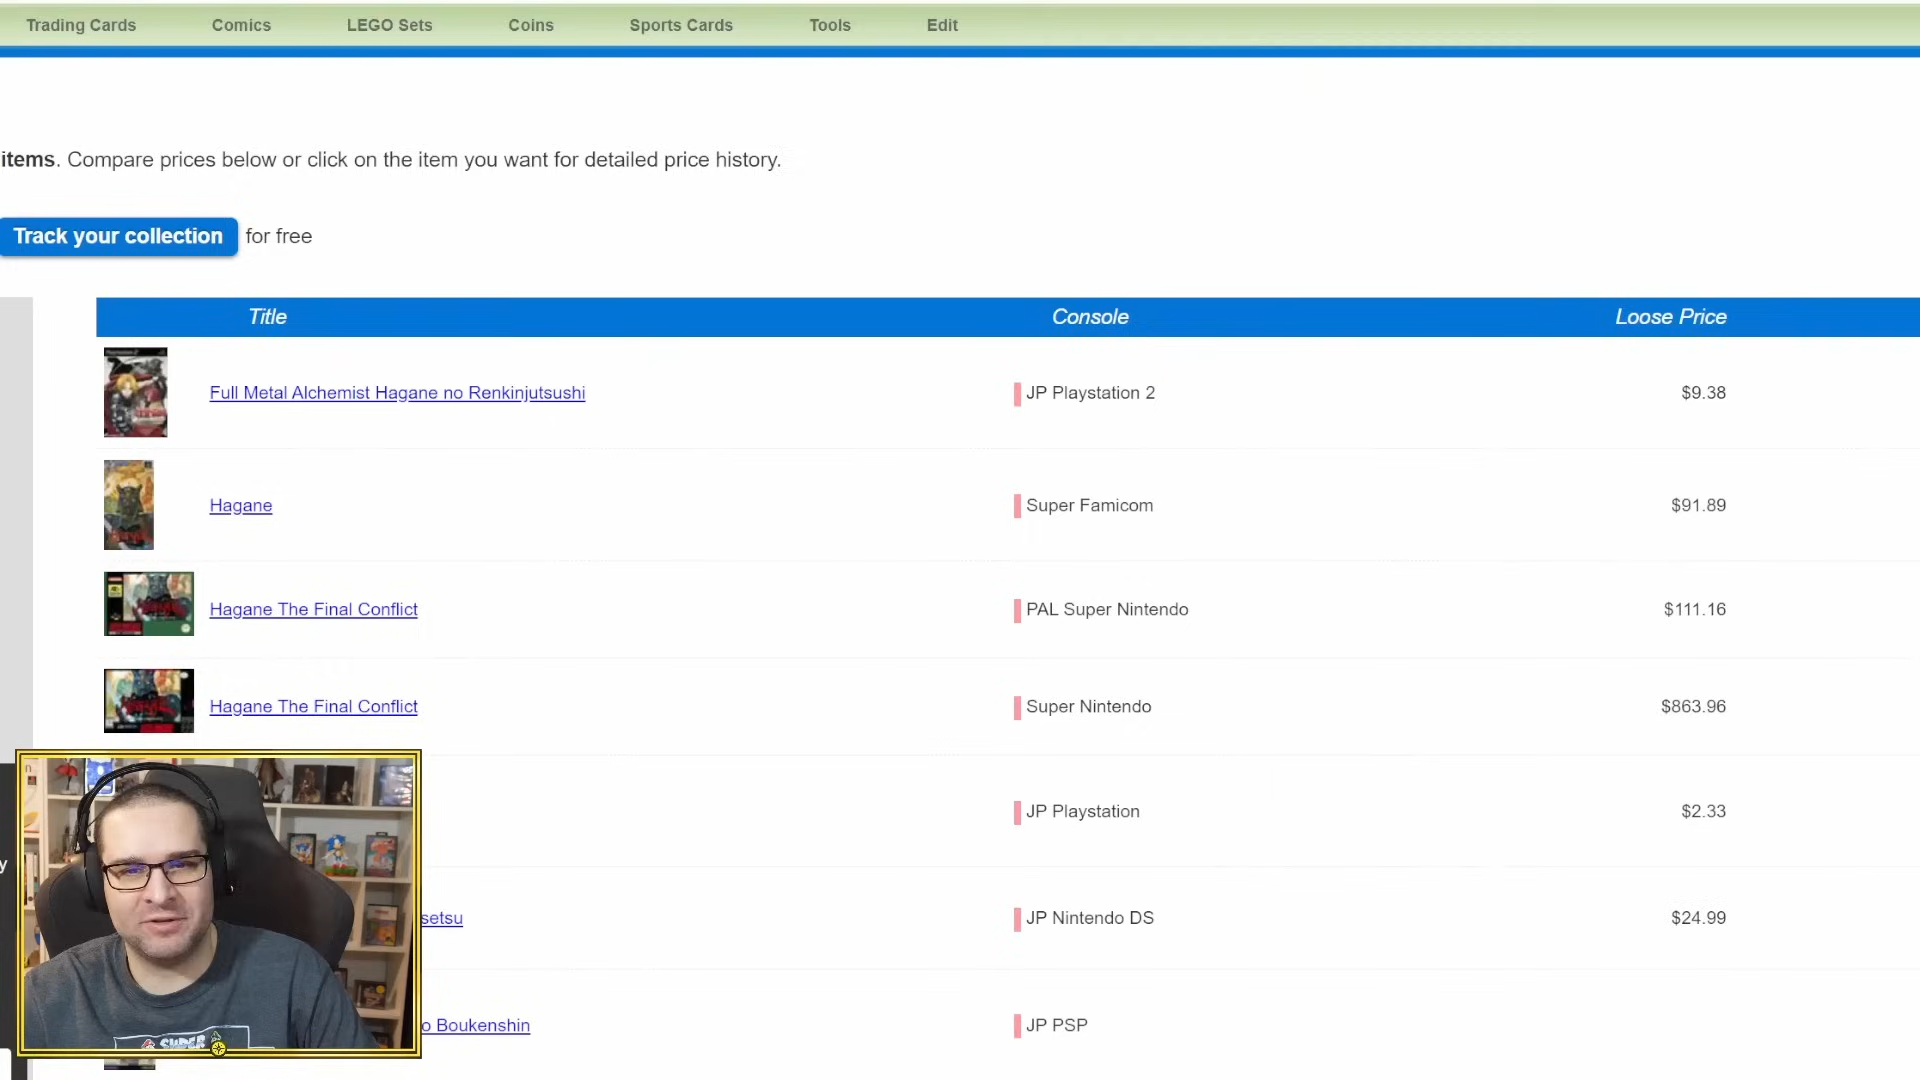 Trading Cards Comics LEGO Sets Coins Sports Cards Tools Edit
items. Compare prices below or click on the item you want for detailed price history.
Track your collection for free
Title Console Loose Price
Full Metal Alchemist Hagane no Renkinjutsushi JP Playstation 2 $9.38
Hagane Super Famicom $91.89
Hagane The Final Conflict PAL Super Nintendo $111.16
Hagane The Final Conflict Super Nintendo $863.96
JP Playstation $2.33
y
setsu JP Nintendo DS $24.99
o Boukenshin JP PSP
SUPER